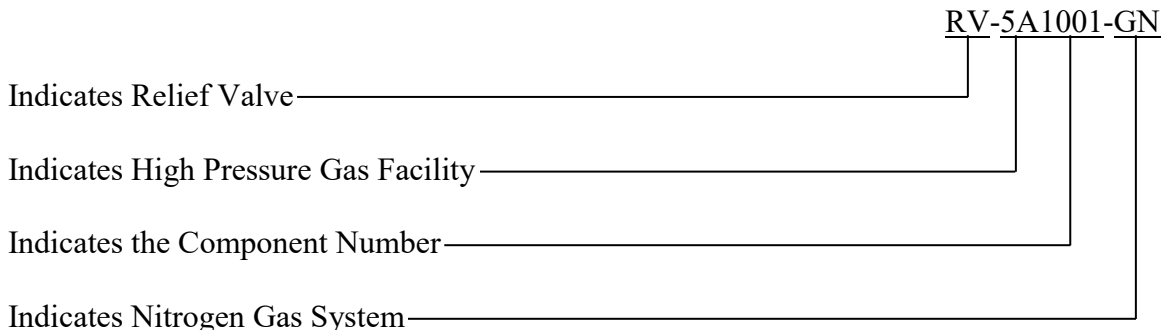 RV-5A1001-GN
Indicates Relief Valve
Indicates High Pressure Gas Facility
Indicates the Component Number
Indicates Nitrogen Gas System